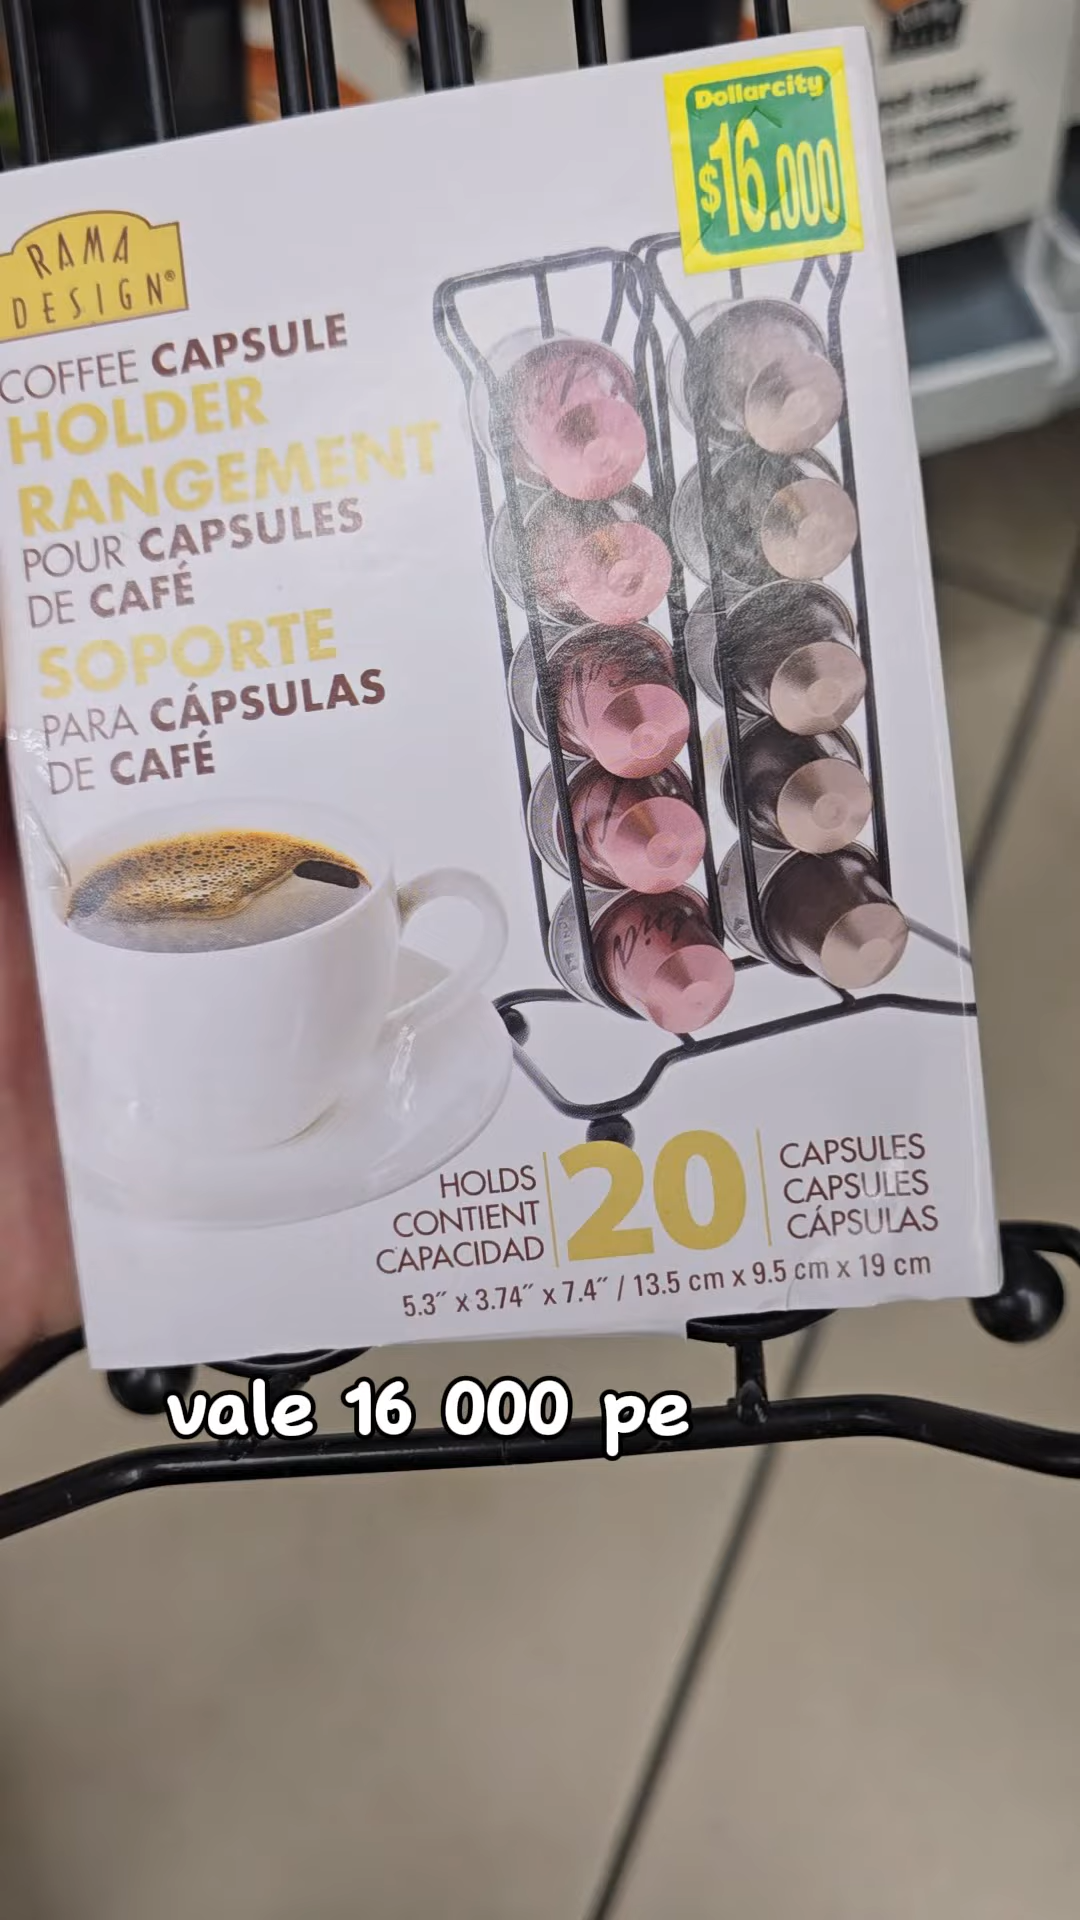 Dollarcity
$16.000
RAMA
DESIGN®
COFFEE CAPSULE
HOLDER
RANGEMENT
POUR CAPSULES
DE CAFÉ
SOPORTE
PARA CÁPSULAS
DE CAFÉ
HOLDS
CONTIENT
CAPACIDAD
20
CAPSULES
CAPSULES
CÁPSULAS
5.3″ x 3.74″ x 7.4″ / 13.5 cm x 9.5 cm x 19 cm
vale 16 000 pe